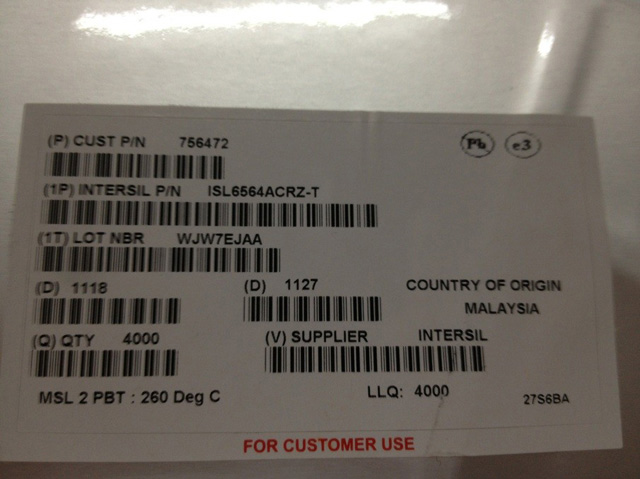 (P) CUST P/N 756472
Pb e3
(1P) INTERSIL P/N ISL6564ACRZ-T
(1T) LOT NBR WJW7EJAA
(D) 1118 (D) 1127 COUNTRY OF ORIGIN
MALAYSIA
(Q) QTY 4000 (V) SUPPLIER INTERSIL
MSL 2 PBT : 260 Deg C LLQ: 4000 27S6BA
FOR CUSTOMER USE